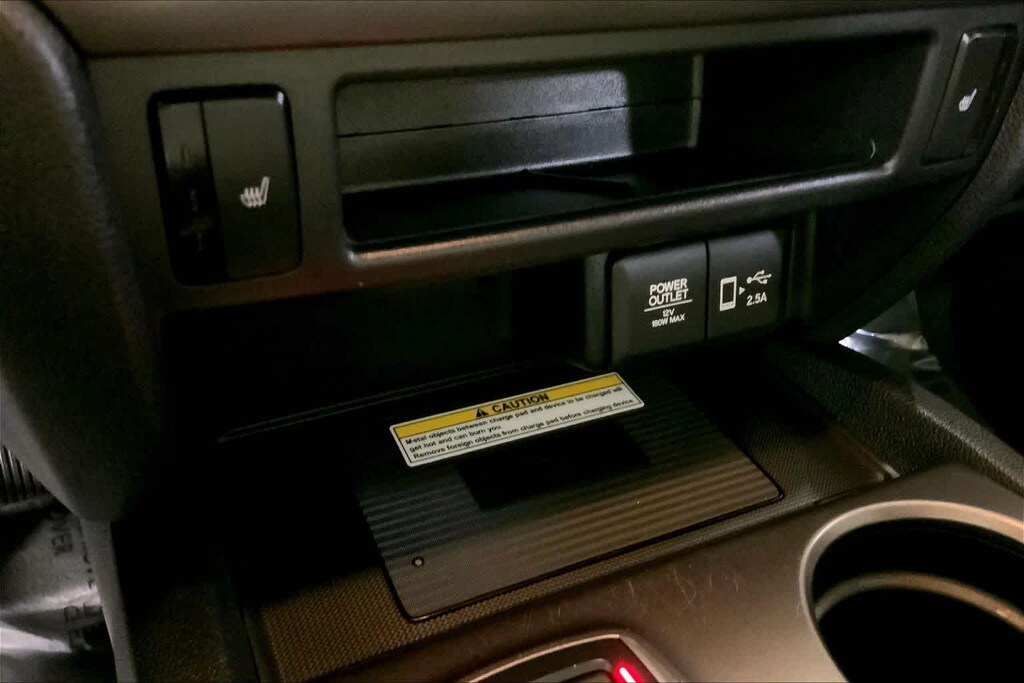 POWER
OUTLET
12V
180W MAX
2.5A
CAUTION
Metal objects between charge pad and device to be charged will
get hot and can burn you.
Remove foreign objects from charge pad before charging device.